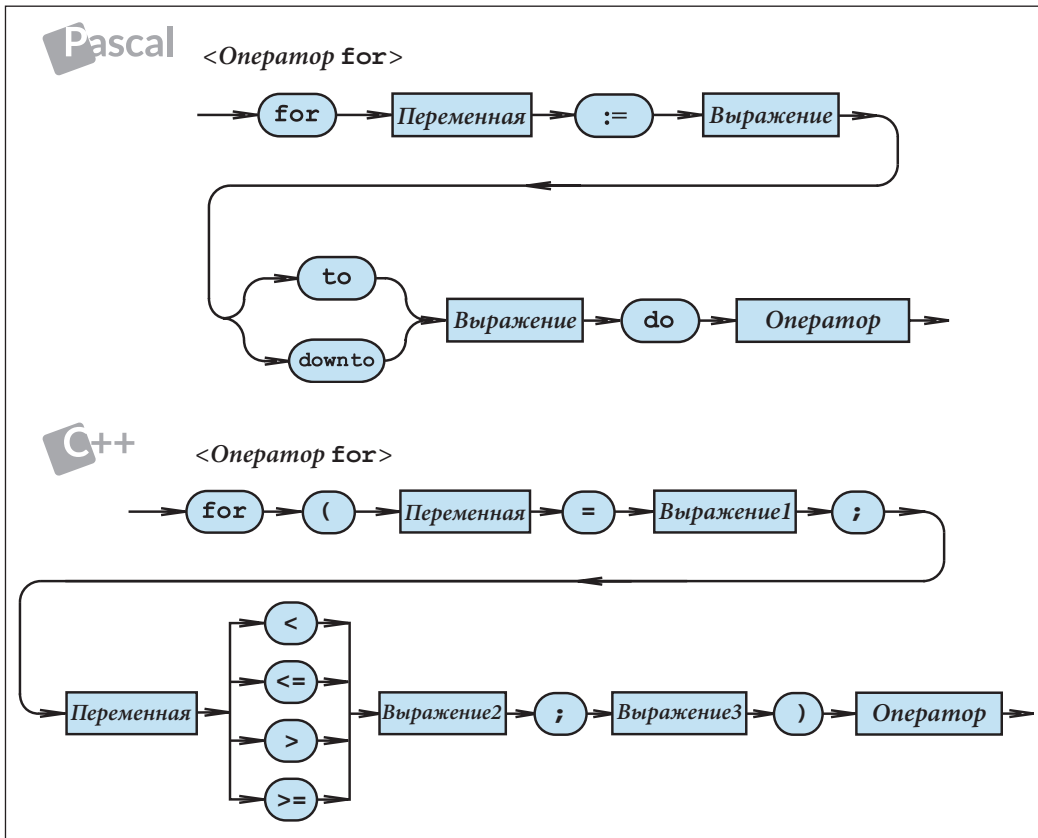 Pascal
<Оператор for>
for Переменная := Выражение
to
downto
Выражение do Оператор
C++
<Оператор for>
for ( Переменная = Выражение1 ;
Переменная
<
<=
>
>=
Выражение2 ; Выражение3 ) Оператор